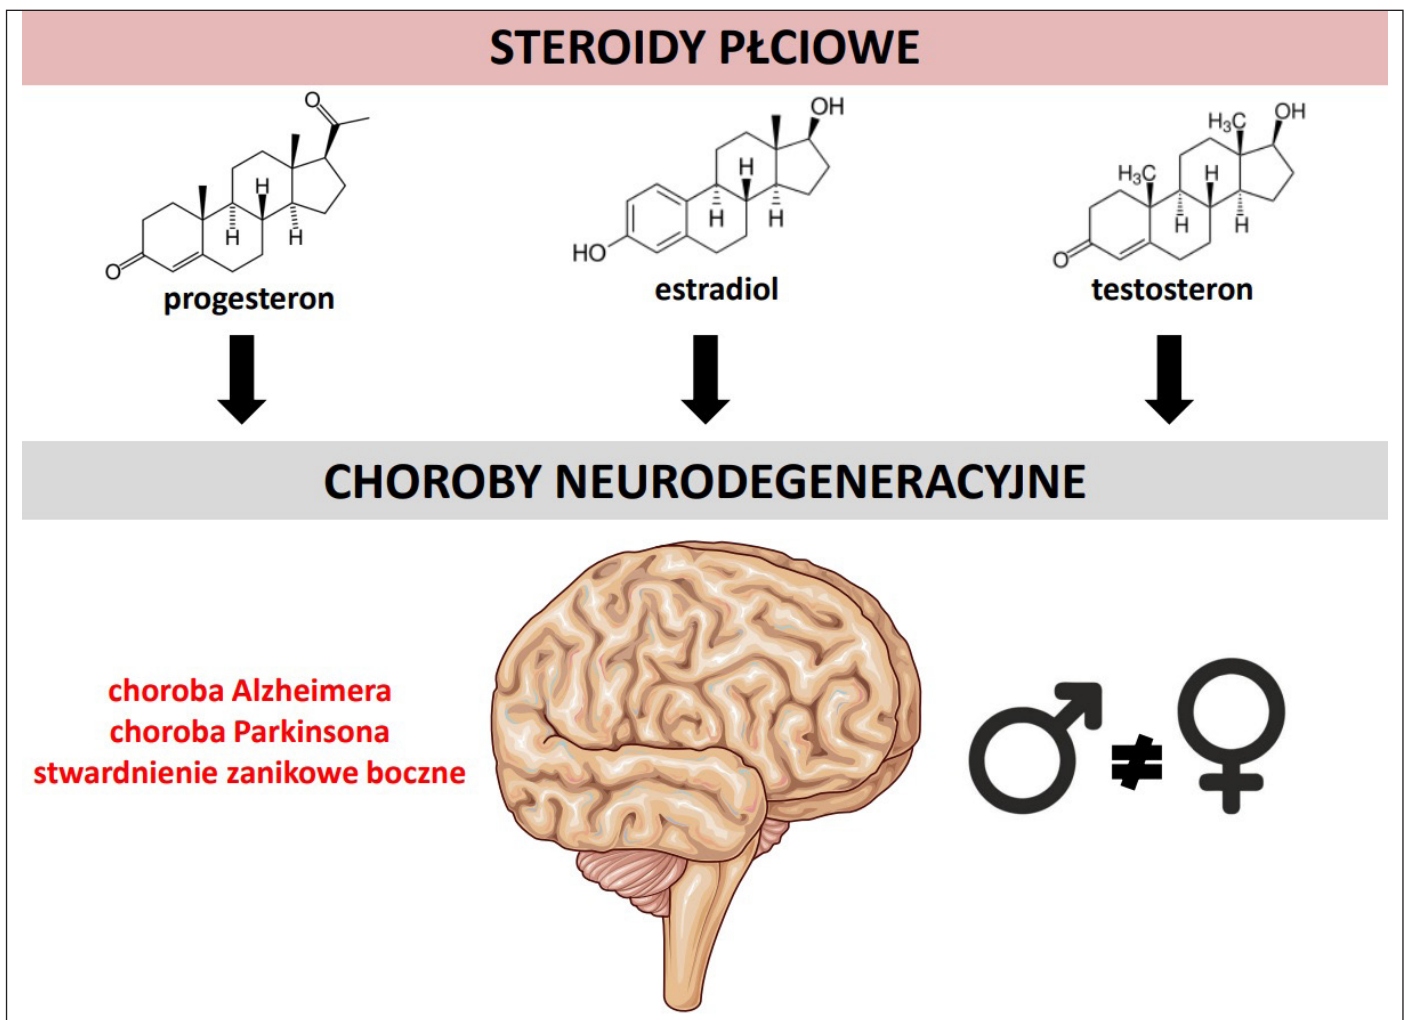 STEROIDY PŁCIOWE
O
H
H
H
O
progesteron
OH
H
H
H
HO
estradiol
OH
H₃C
H₃C
H
H
H
O
testosteron
CHOROBY NEURODEGENERACYJNE
choroba Alzheimera
choroba Parkinsona
stwardnienie zanikowe boczne
≠